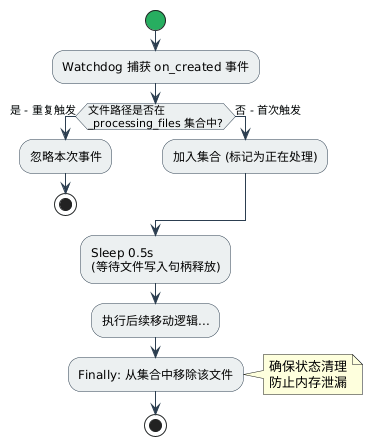 Watchdog 捕获 on_created 事件
是 - 重复触发
文件路径是否在
_processing_files 集合中?
否 - 首次触发
忽略本次事件
加入集合 (标记为正在处理)
Sleep 0.5s
(等待文件写入句柄释放)
执行后续移动逻辑...
Finally: 从集合中移除该文件
确保状态清理
防止内存泄漏